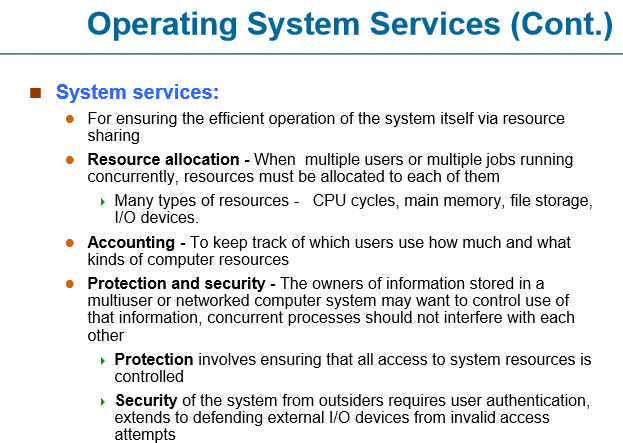 Operating System Services (Cont.)
System services:
For ensuring the efficient operation of the system itself via resource
sharing
Resource allocation - When multiple users or multiple jobs running
concurrently, resources must be allocated to each of them
Many types of resources - CPU cycles, main memory, file storage,
I/O devices.
Accounting - To keep track of which users use how much and what
kinds of computer resources
Protection and security - The owners of information stored in a
multiuser or networked computer system may want to control use of
that information, concurrent processes should not interfere with each
other
Protection involves ensuring that all access to system resources is
controlled
Security of the system from outsiders requires user authentication,
extends to defending external I/O devices from invalid access
attempts